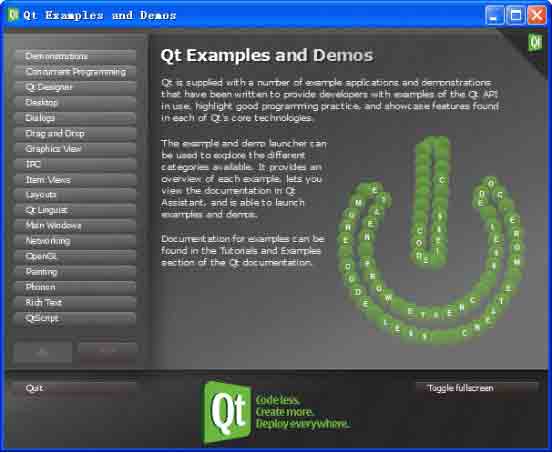 Qt Examples and Demos
Qt
Demonstrations
Concurrent Programming
Qt Designer
Desktop
Dialogs
Drag and Drop
Graphics View
IPC
Item Views
Layouts
Qt Linguist
Main Windows
Networking
OpenGL
Painting
Phonon
Rich Text
QtScript
Qt Examples and Demos
Qt is supplied with a number of example applications and demonstrations
that have been written to provide developers with examples of the Qt API
in use, highlight good programming practice, and showcase features found
in each of Qt's core technologies.
The example and demo launcher can
be used to explore the different
categories available. It provides an
overview of each example, lets you
view the documentation in Qt
Assistant, and is able to launch
examples and demos.
Documentation for examples can be
found in the Tutorials and Examples
section of the Qt documentation.
Quit
Qt
Code less.
Create more.
Deploy everywhere.
Toggle fullscreen